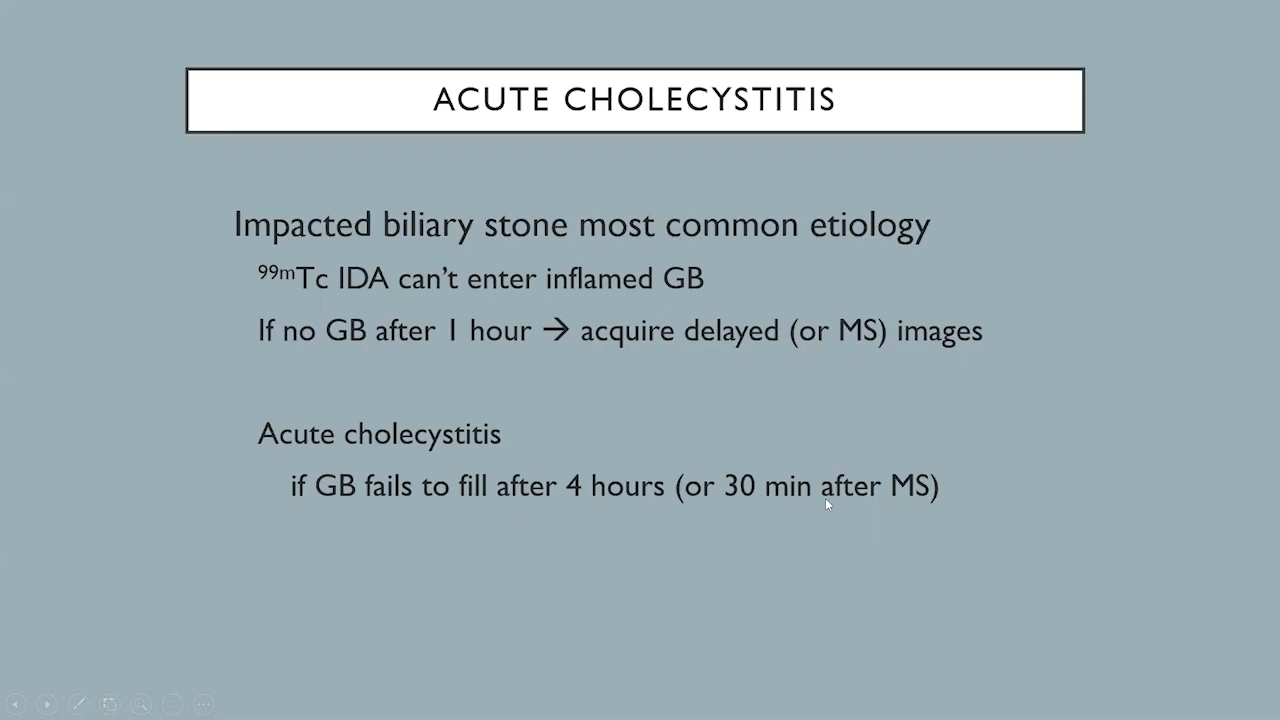 ACUTE CHOLECYSTITIS
Impacted biliary stone most common etiology
⁹⁹ᵐTc IDA can't enter inflamed GB
If no GB after 1 hour → acquire delayed (or MS) images
Acute cholecystitis
if GB fails to fill after 4 hours (or 30 min after MS)